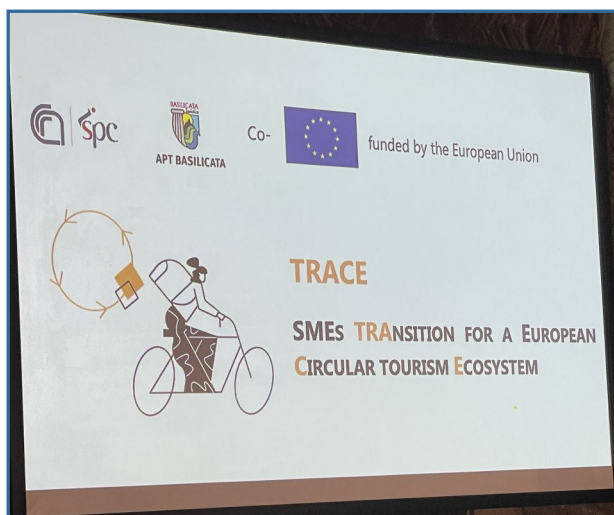 spc
BASILICATA
APT BASILICATA
Co-
funded by the European Union
TRACE
SMEs TRANSITION FOR A EUROPEAN
CIRCULAR TOURISM ECOSYSTEM